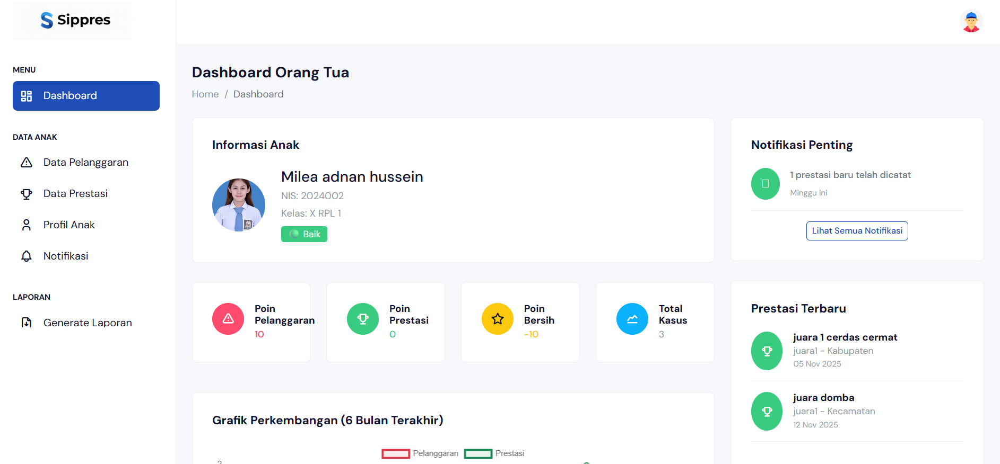 Sippres
MENU
Dashboard
DATA ANAK
Data Pelanggaran
Data Prestasi
Profil Anak
Notifikasi
LAPORAN
Generate Laporan
Dashboard Orang Tua
Home / Dashboard
Informasi Anak
Milea adnan hussein
NIS: 2024002
Kelas: X RPL 1
Baik
Poin
Pelanggaran
10
Poin
Prestasi
0
Poin
Bersih
-10
Total
Kasus
3
Grafik Perkembangan (6 Bulan Terakhir)
Pelanggaran
Prestasi
2
Notifikasi Penting
1 prestasi baru telah dicatat
Minggu ini
Lihat Semua Notifikasi
Prestasi Terbaru
juara 1 cerdas cermat
juara1 - Kabupaten
05 Nov 2025
juara domba
juara1 - Kecamatan
12 Nov 2025